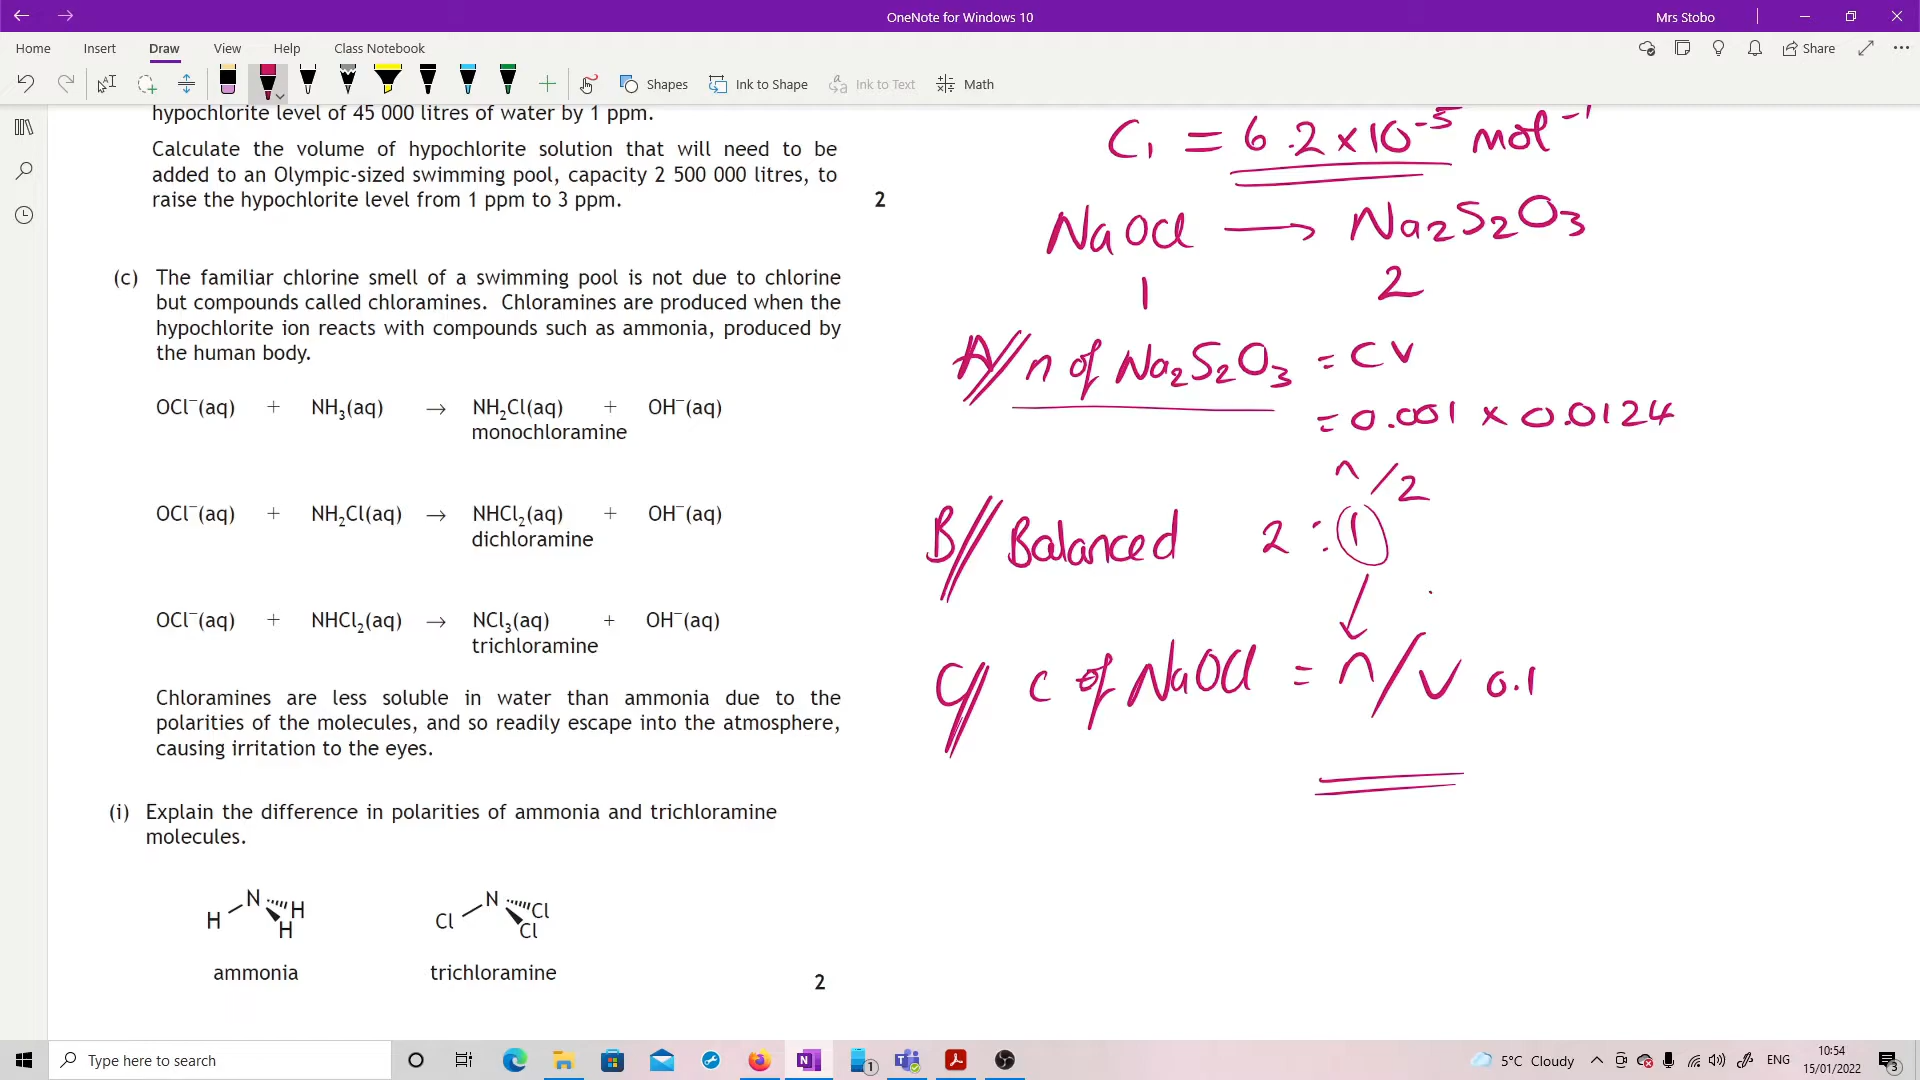 OneNote for Windows 10
Mrs Stobo
Home Insert Draw View Help Class Notebook
Share
Shapes Ink to Shape Ink to Text Math
hypochlorite level of 45 000 litres of water by 1 ppm.
Calculate the volume of hypochlorite solution that will need to be
added to an Olympic-sized swimming pool, capacity 2 500 000 litres, to
raise the hypochlorite level from 1 ppm to 3 ppm. 2
(c) The familiar chlorine smell of a swimming pool is not due to chlorine
but compounds called chloramines. Chloramines are produced when the
hypochlorite ion reacts with compounds such as ammonia, produced by
the human body.
OCl⁻(aq) + NH₃(aq) → NH₂Cl(aq) + OH⁻(aq)
monochloramine
OCl⁻(aq) + NH₂Cl(aq) → NHCl₂(aq) + OH⁻(aq)
dichloramine
OCl⁻(aq) + NHCl₂(aq) → NCl₃(aq) + OH⁻(aq)
trichloramine
Chloramines are less soluble in water than ammonia due to the
polarities of the molecules, and so readily escape into the atmosphere,
causing irritation to the eyes.
(i) Explain the difference in polarities of ammonia and trichloramine
molecules.
N N
H H Cl Cl
H Cl
ammonia trichloramine
2
C₁ = 6.2 x 10⁻⁵ mol⁻¹
NaOCl → Na₂S₂O₃
1 2
A// n of Na₂S₂O₃ = CV
= 0.001 x 0.0124
n/2
B// Balanced 2 : 1
C// C of NaOCl = n/V 0.1
Type here to search
1
5°C Cloudy
ENG
10:54
15/01/2022
3